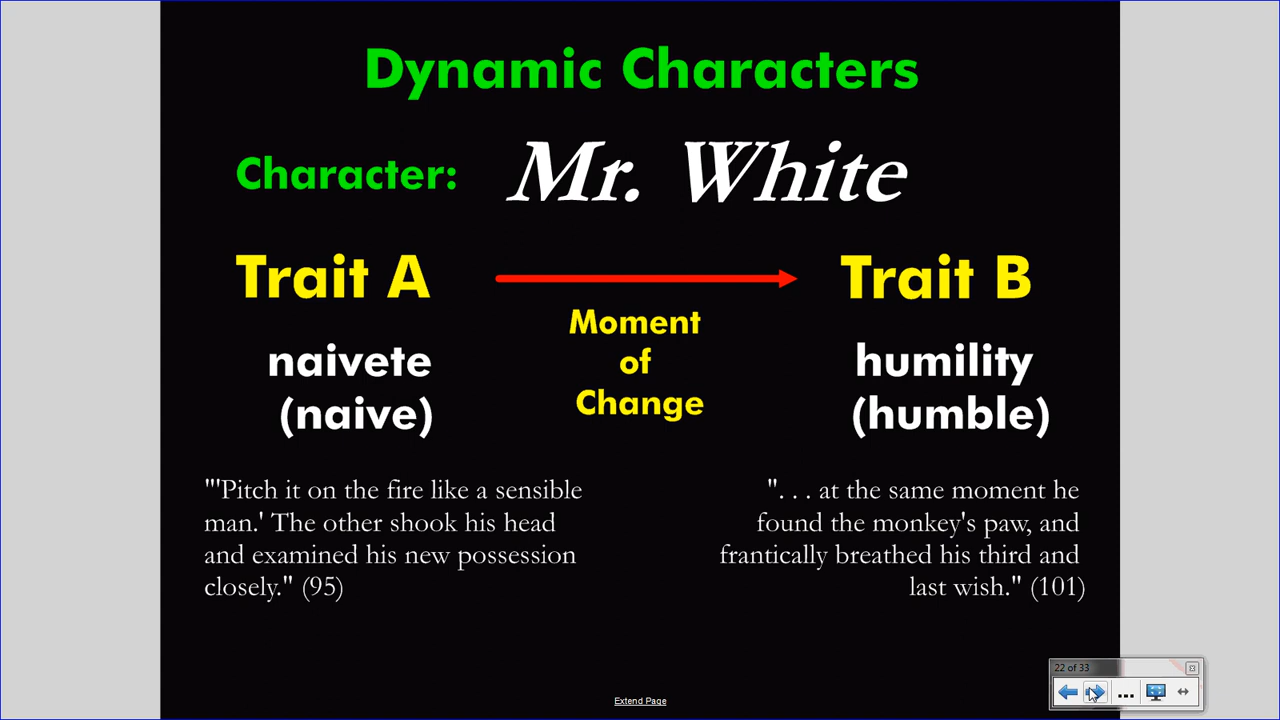 Dynamic Characters
Character: Mr. White
Trait A
Trait B
Moment
of
Change
naivete
(naive)
humility
(humble)
"'Pitch it on the fire like a sensible
man.' The other shook his head
and examined his new possession
closely." (95)
". . . at the same moment he
found the monkey's paw, and
frantically breathed his third and
last wish." (101)
22 of 33
Extend Page